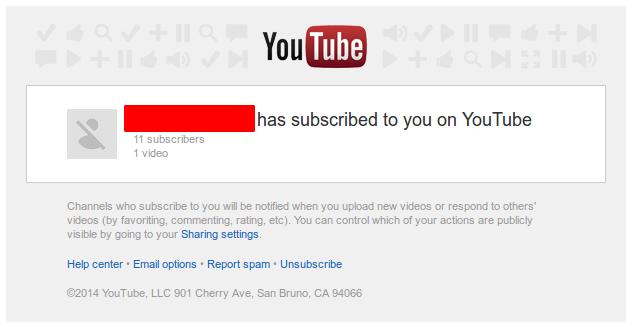 YouTube
has subscribed to you on YouTube
11 subscribers
1 video
Channels who subscribe to you will be notified when you upload new videos or respond to others'
videos (by favoriting, commenting, rating, etc). You can control which of your actions are publicly
visible by going to your Sharing settings.
Help center • Email options • Report spam • Unsubscribe
©2014 YouTube, LLC 901 Cherry Ave, San Bruno, CA 94066